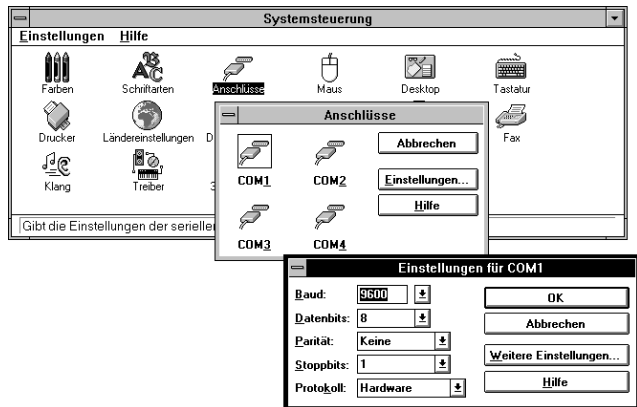 Systemsteuerung
Einstellungen Hilfe
Farben Schriftarten Anschlüsse Maus Desktop Tastatur
Drucker Ländereinstellungen Fax
Klang Treiber
Gibt die Einstellungen der
Anschlüsse
COM1 COM2
COM3 COM4
Abbrechen
Einstellungen...
Hilfe
Einstellungen für COM1
Baud: 9600
Datenbits: 8
Parität: Keine
Stoppbits: 1
Protokoll: Hardware
OK
Abbrechen
Weitere Einstellungen...
Hilfe